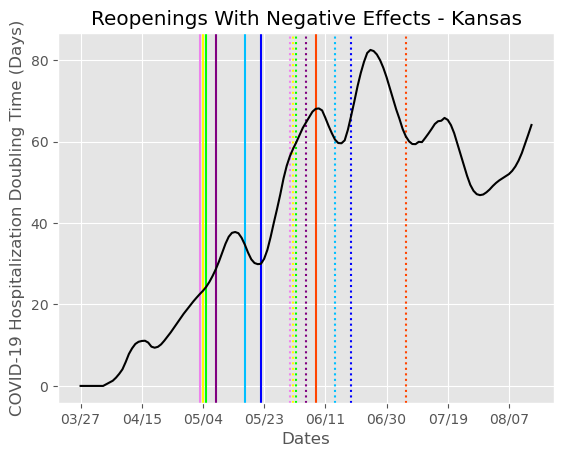 Reopenings With Negative Effects - Kansas
COVID-19 Hospitalization Doubling Time (Days)
80
60
40
20
0
03/27 04/15 05/04 05/23 06/11 06/30 07/19 08/07
Dates